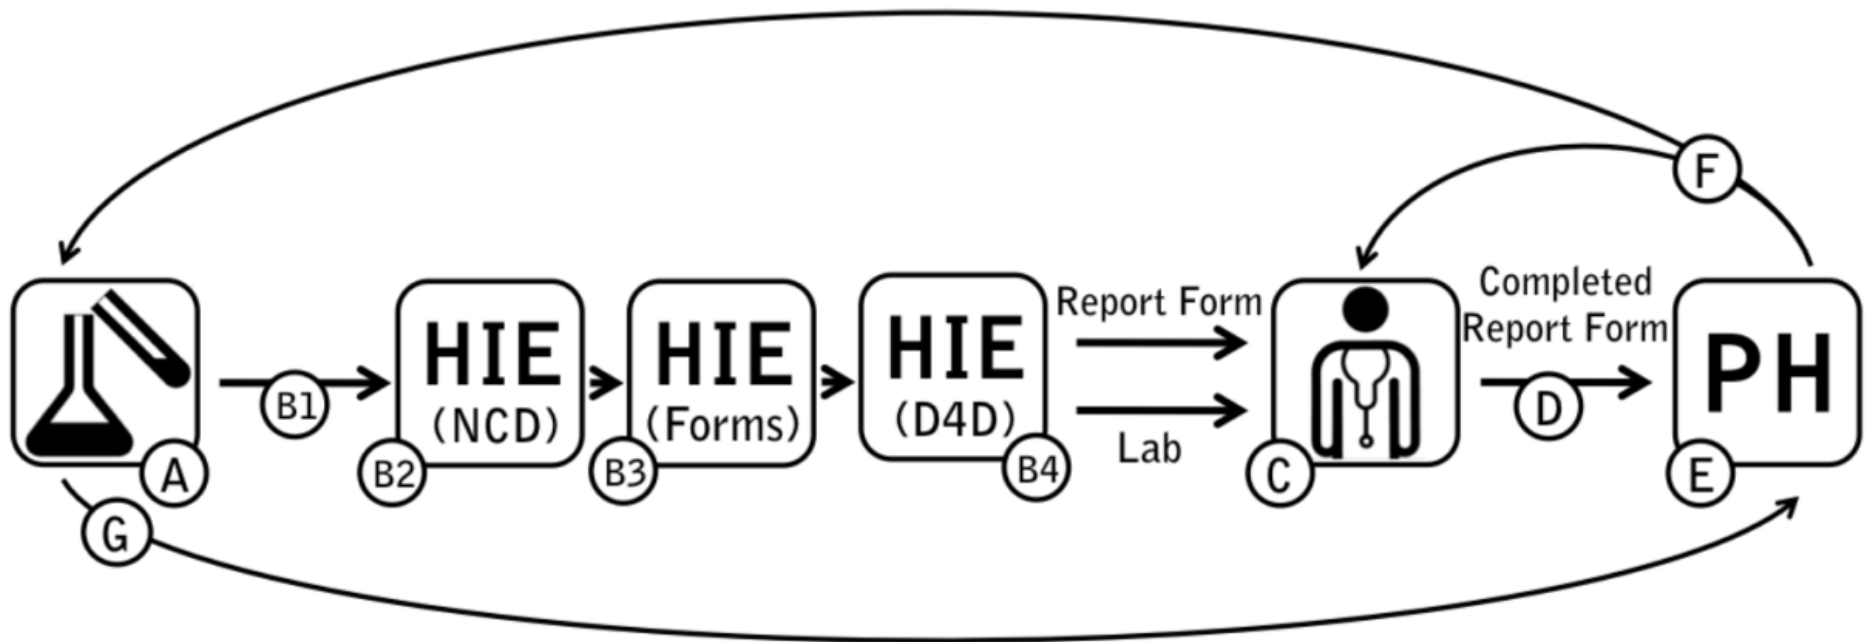 F
Report Form
Completed
Report Form
HIE
(NCD)
HIE
(Forms)
HIE
(D4D)
PH
B1
D
Lab
A
B2
B3
B4
C
E
G